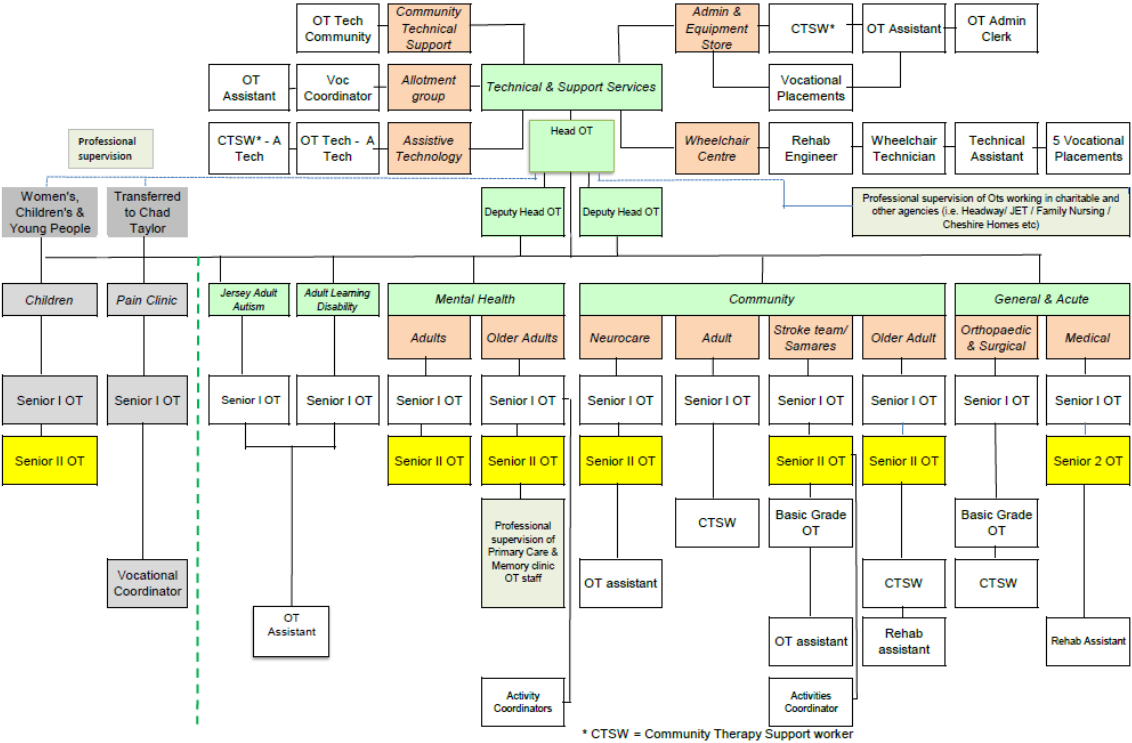 OT Tech
Community
Community
Technical
Support
Admin &
Equipment
Store
CTSW*
OT Assistant
OT Admin
Clerk
OT
Assistant
Voc
Coordinator
Allotment
group
Technical & Support Services
Vocational
Placements
Professional
supervision
CTSW* - A
Tech
OT Tech - A
Tech
Assistive
Technology
Head OT
Wheelchair
Centre
Rehab
Engineer
Wheelchair
Technician
Technical
Assistant
5 Vocational
Placements
Women's,
Children's &
Young People
Transferred
to Chad
Taylor
Deputy Head OT
Deputy Head OT
Professional supervision of Ots working in charitable and
other agencies (i.e. Headway/ JET / Family Nursing /
Cheshire Homes etc)
Children
Pain Clinic
Jersey Adult
Autism
Adult Learning
Disability
Mental Health
Community
General & Acute
Adults
Older Adults
Neurocare
Adult
Stroke team/
Samares
Older Adult
Orthopaedic
& Surgical
Medical
Senior I OT
Senior I OT
Senior I OT
Senior I OT
Senior I OT
Senior I OT
Senior I OT
Senior I OT
Senior I OT
Senior I OT
Senior I OT
Senior I OT
Senior II OT
Senior II OT
Senior II OT
Senior II OT
Senior II OT
Senior II OT
Senior 2 OT
Professional
supervision of
Primary Care &
Memory clinic
OT staff
CTSW
Basic Grade
OT
Basic Grade
OT
Vocational
Coordinator
OT assistant
CTSW
CTSW
OT
Assistant
OT assistant
Rehab
assistant
Rehab Assistant
Activity
Coordinators
Activities
Coordinator
* CTSW = Community Therapy Support worker